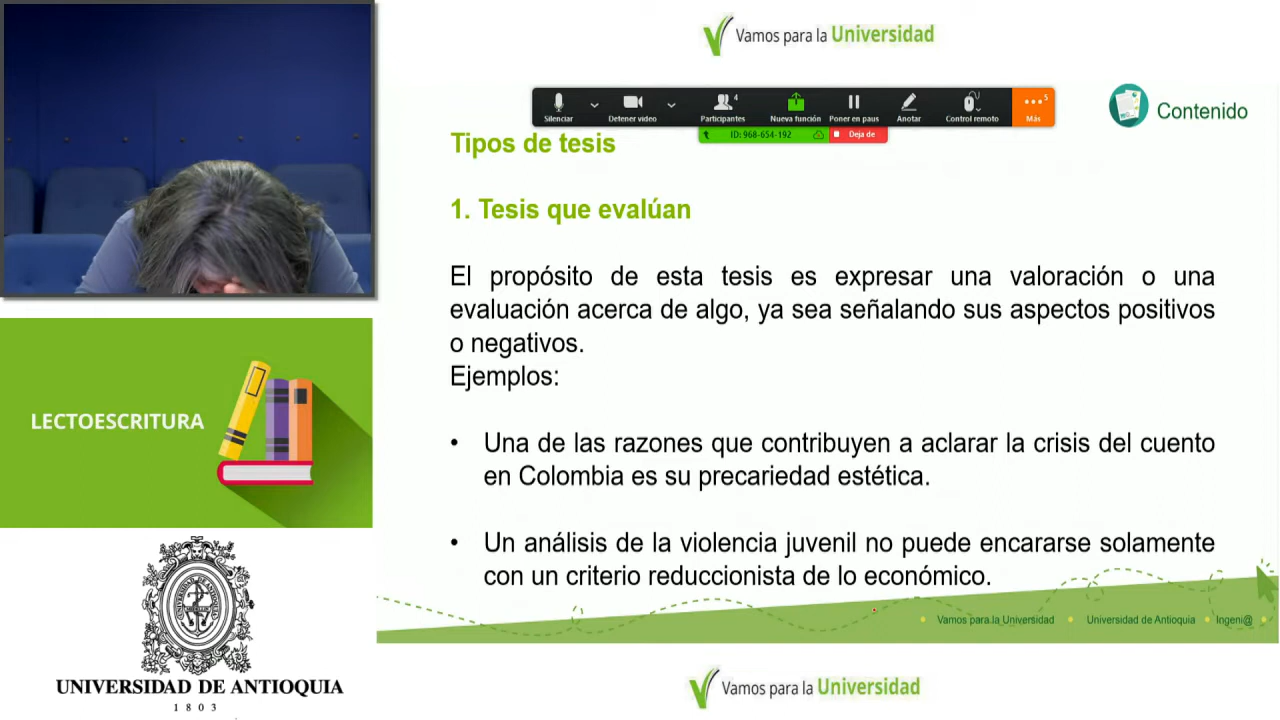 Vamos para la Universidad
Silenciar
Detener video
4
Participantes
Nueva función
Poner en paus
Anotar
Control remoto
5
Más
ID: 968-654-192
Deja de
Contenido
Tipos de tesis
1. Tesis que evalúan
El propósito de esta tesis es expresar una valoración o una
evaluación acerca de algo, ya sea señalando sus aspectos positivos
o negativos.
Ejemplos:
• Una de las razones que contribuyen a aclarar la crisis del cuento
en Colombia es su precariedad estética.
• Un análisis de la violencia juvenil no puede encararse solamente
con un criterio reduccionista de lo económico.
Vamos para la Universidad
Universidad de Antioquia
Ingeni@
LECTOESCRITURA
UNIVERSIDAD DE ANTIOQUIA
1803
Vamos para la Universidad